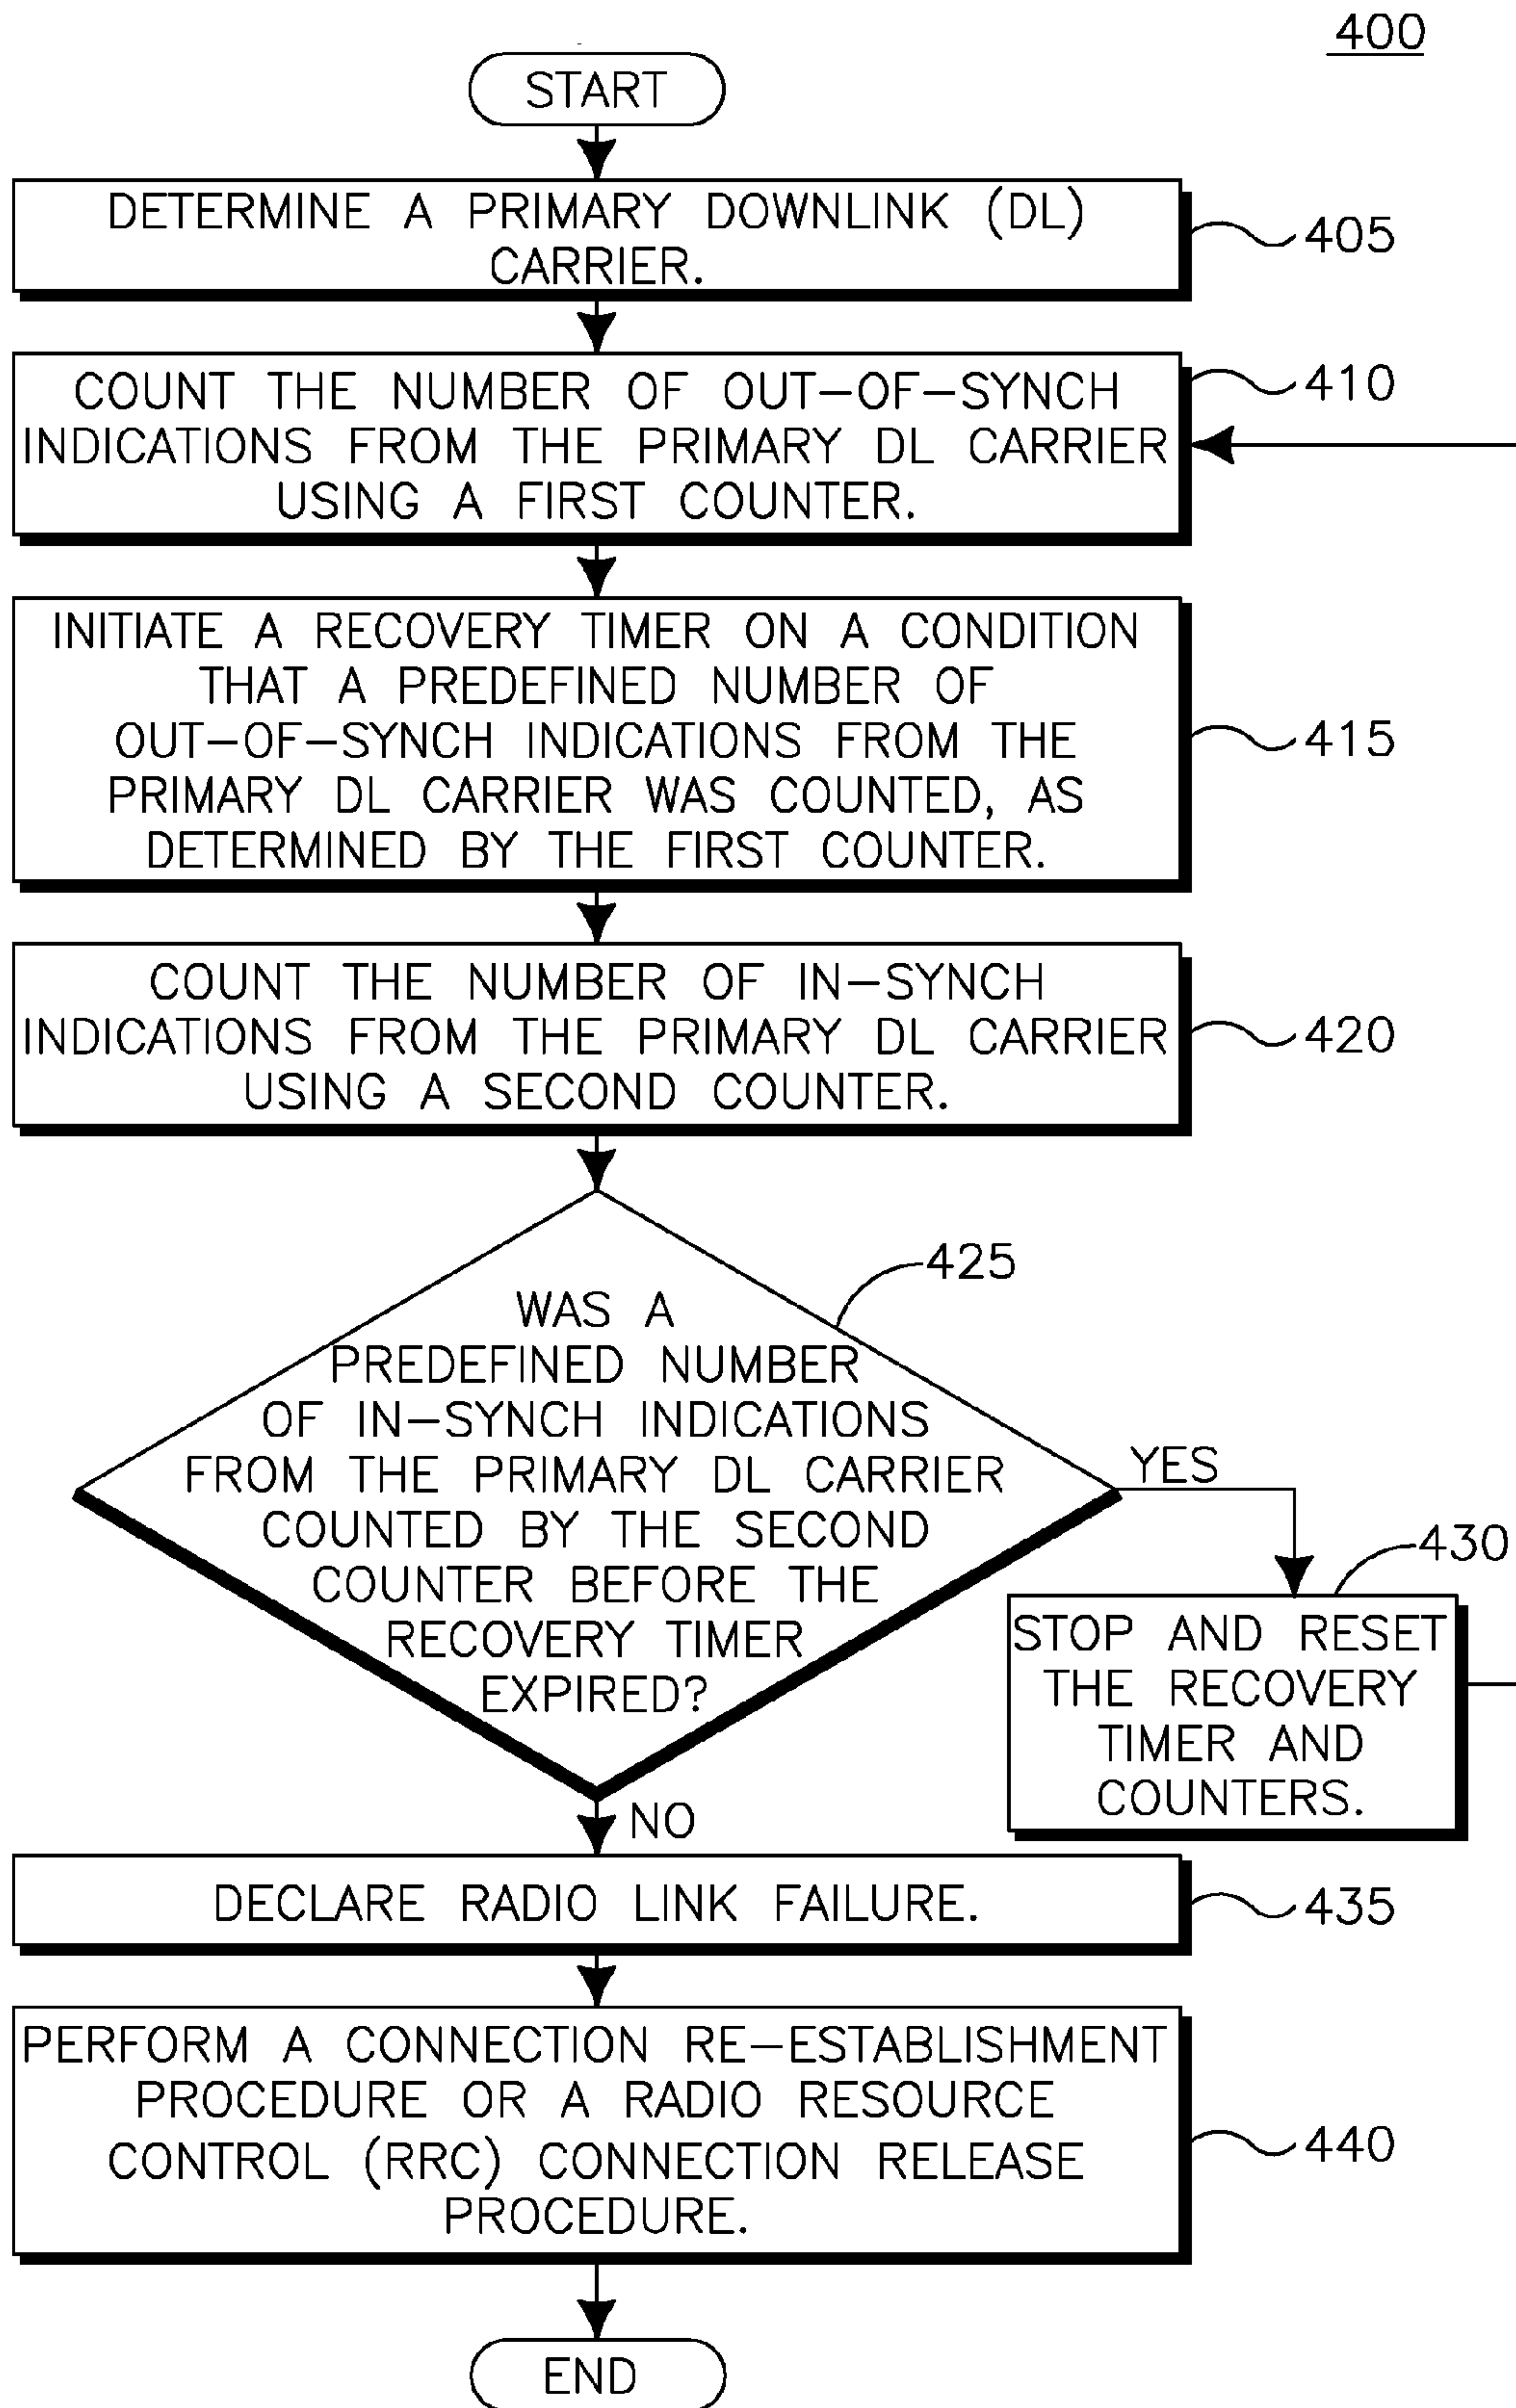 400
START
DETERMINE A PRIMARY DOWNLINK (DL)
CARRIER.
405
COUNT THE NUMBER OF OUT-OF-SYNCH
INDICATIONS FROM THE PRIMARY DL CARRIER
USING A FIRST COUNTER.
410
INITIATE A RECOVERY TIMER ON A CONDITION
THAT A PREDEFINED NUMBER OF
OUT-OF-SYNCH INDICATIONS FROM THE
PRIMARY DL CARRIER WAS COUNTED, AS
DETERMINED BY THE FIRST COUNTER.
415
COUNT THE NUMBER OF IN-SYNCH
INDICATIONS FROM THE PRIMARY DL CARRIER
USING A SECOND COUNTER.
420
WAS A
PREDEFINED NUMBER
OF IN-SYNCH INDICATIONS
FROM THE PRIMARY DL CARRIER
COUNTED BY THE SECOND
COUNTER BEFORE THE
RECOVERY TIMER
EXPIRED?
425
YES
430
STOP AND RESET
THE RECOVERY
TIMER AND
COUNTERS.
NO
DECLARE RADIO LINK FAILURE.
435
PERFORM A CONNECTION RE-ESTABLISHMENT
PROCEDURE OR A RADIO RESOURCE
CONTROL (RRC) CONNECTION RELEASE
PROCEDURE.
440
END